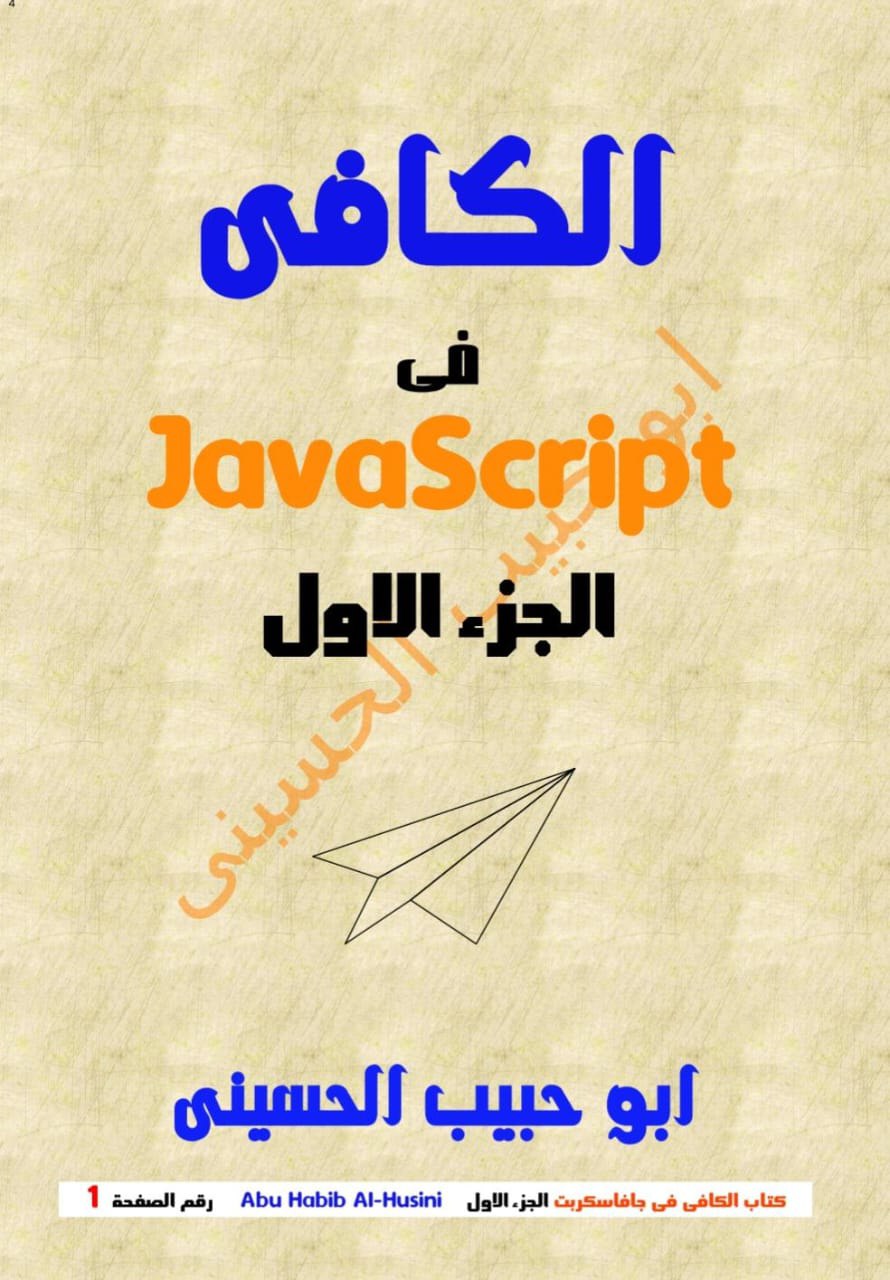 4
الكافى
فى
JavaScript
الجزء الاول
ابو حبيب الحسينى
ابو حبيب الحسينى
كتاب الكافى فى جافاسكربت الجزء الاول Abu Habib Al-Husini رقم الصفحة 1